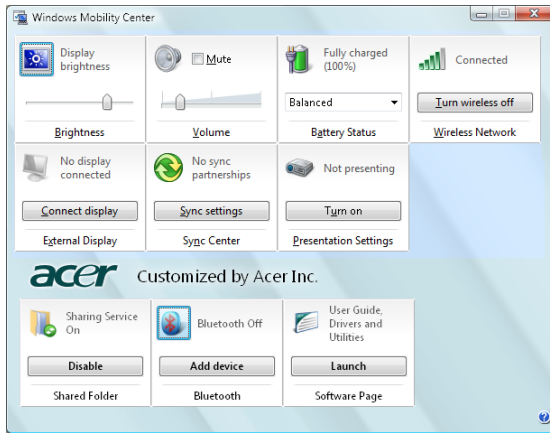 Windows Mobility Center
Display
brightness
Brightness
Mute
Volume
Fully charged
(100%)
Balanced
Battery Status
Connected
Turn wireless off
Wireless Network
No display
connected
Connect display
External Display
No sync
partnerships
Sync settings
Sync Center
Not presenting
Turn on
Presentation Settings
acer Customized by Acer Inc.
Sharing Service
On
Disable
Shared Folder
Bluetooth Off
Add device
Bluetooth
User Guide,
Drivers and
Utilities
Launch
Software Page